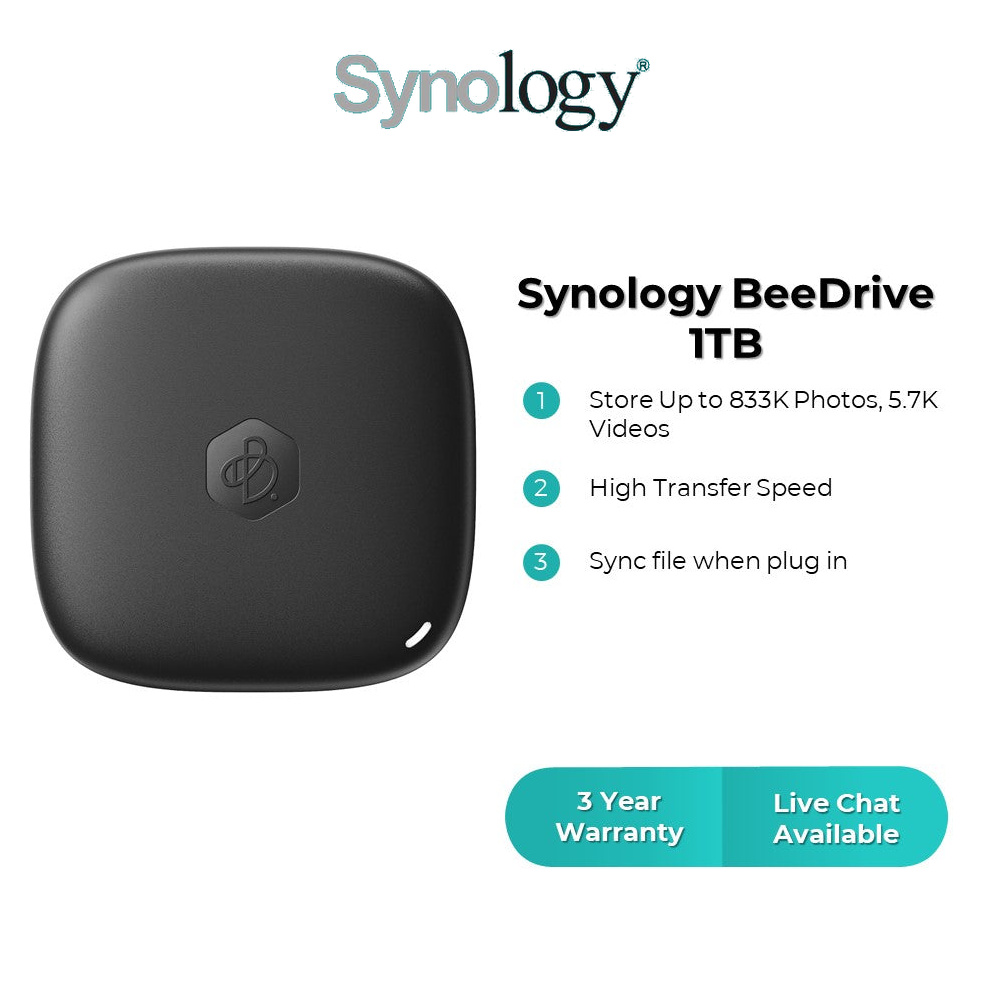 Synology®
Synology BeeDrive
1TB
1 Store Up to 833K Photos, 5.7K
Videos
2 High Transfer Speed
3 Sync file when plug in
3 Year
Warranty
Live Chat
Available